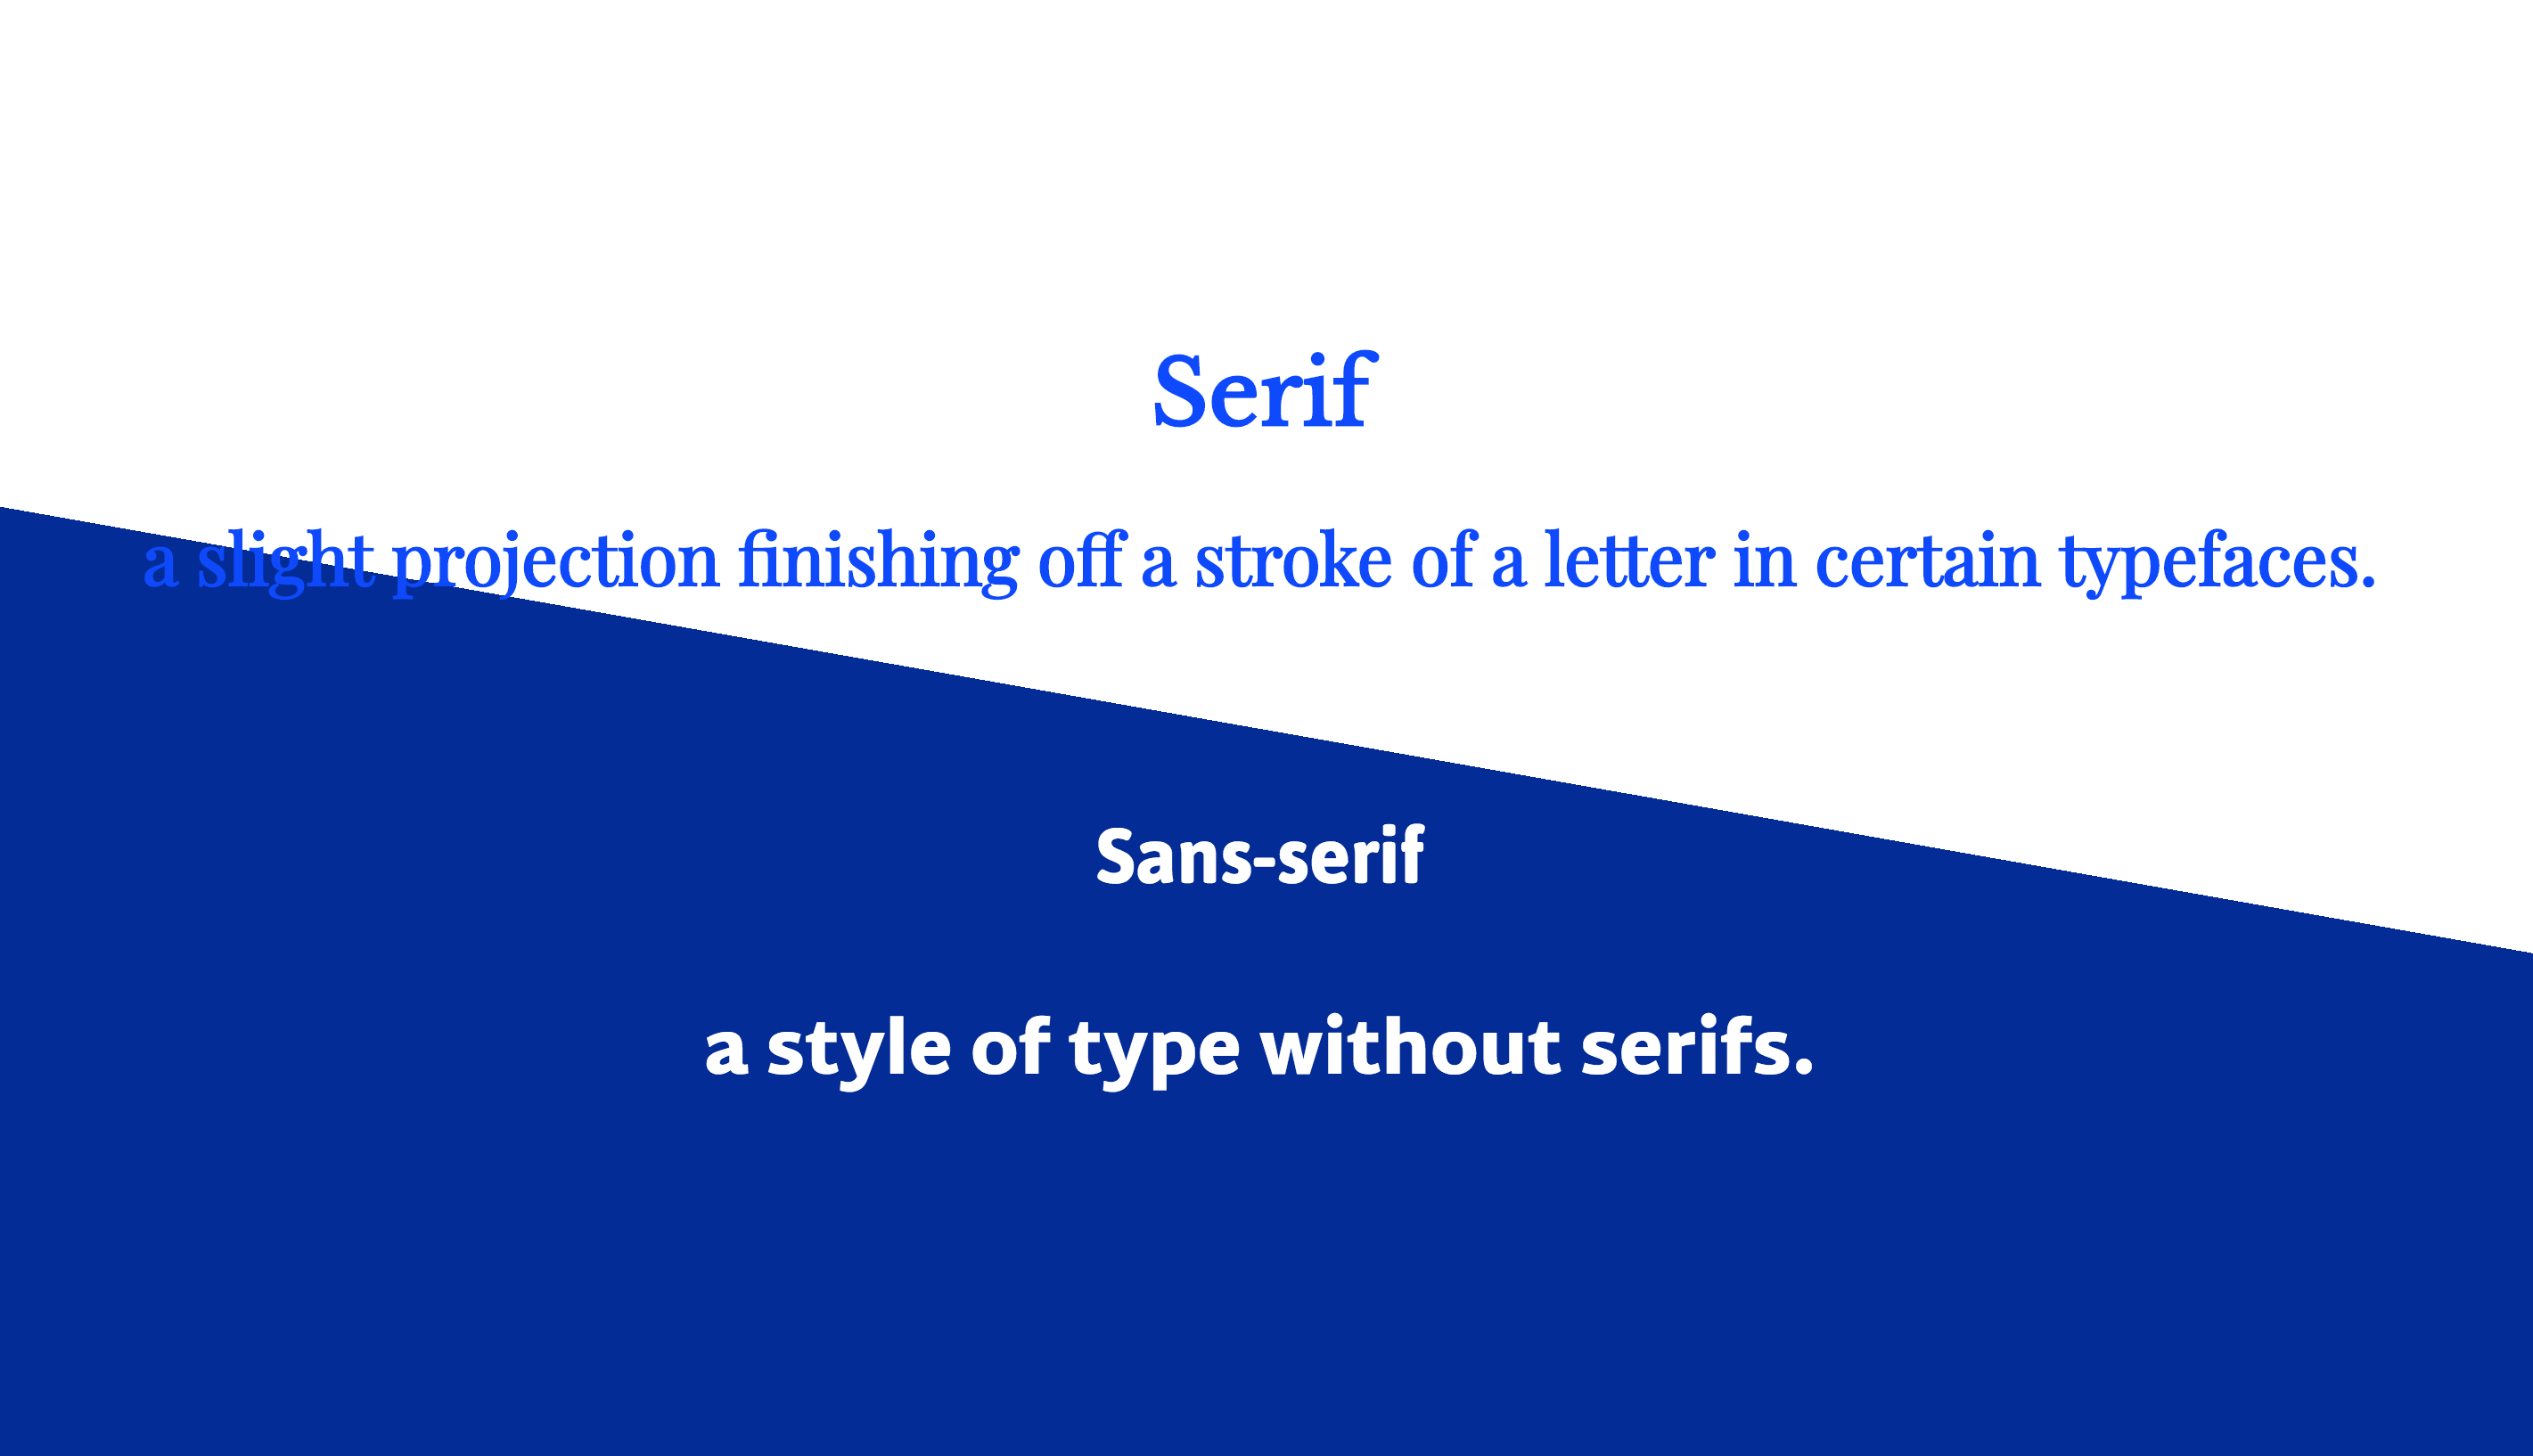 Serif
a slight projection finishing off a stroke of a letter in certain typefaces.
Sans-serif
a style of type without serifs.